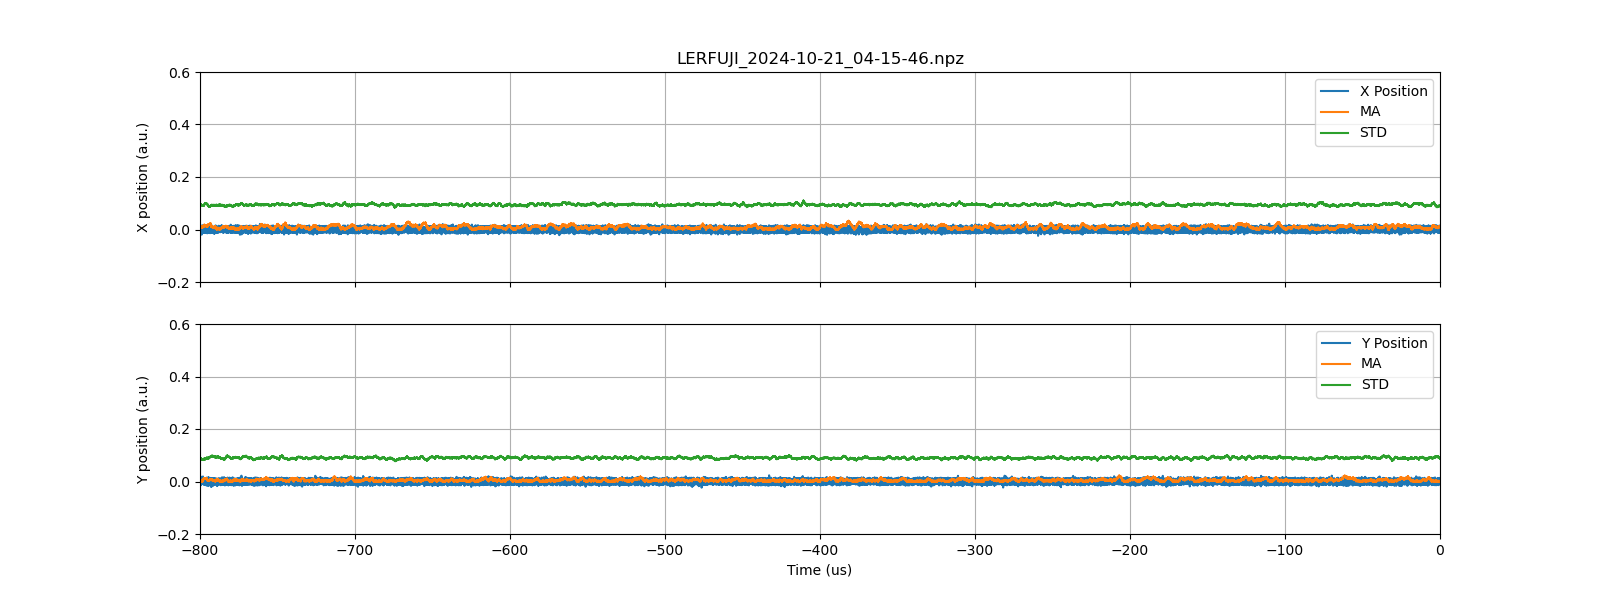 LERFUJI_2024-10-21_04-15-46.npz
0.6
0.4
0.2
0.0
−0.2
X position (a.u.)
X Position
MA
STD
0.6
0.4
0.2
0.0
−0.2
Y position (a.u.)
Y Position
MA
STD
−800 −700 −600 −500 −400 −300 −200 −100 0
Time (us)